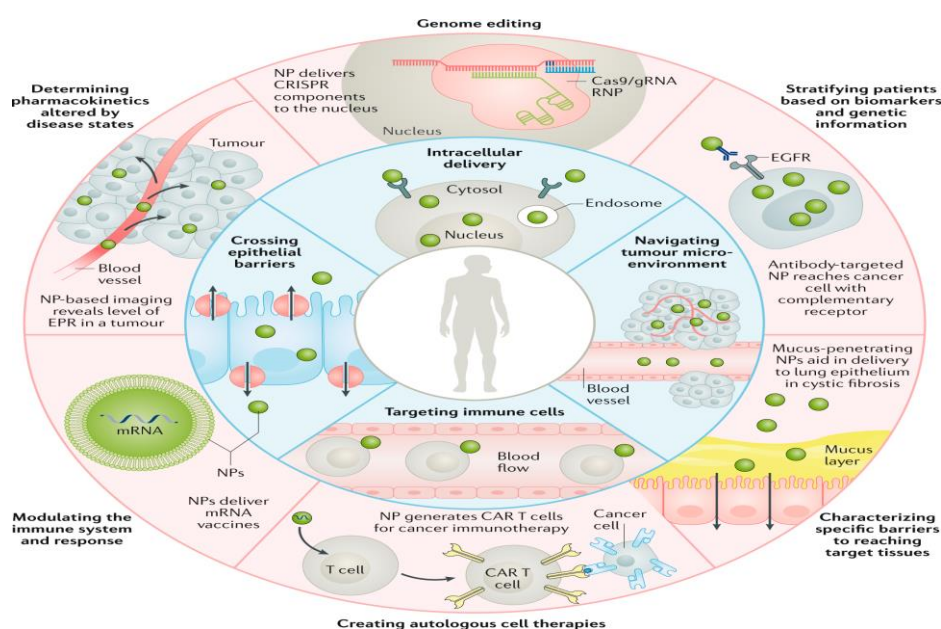 Genome editing
NP delivers
CRISPR
components
to the nucleus
Cas9/gRNA
RNP
Nucleus
Determining
pharmacokinetics
altered by
disease states
Tumour
Blood
vessel
NP-based imaging
reveals level of
EPR in a tumour
Stratifying patients
based on biomarkers
and genetic
information
EGFR
Antibody-targeted
NP reaches cancer
cell with
complementary
receptor
Intracellular
delivery
Cytosol
Endosome
Nucleus
Crossing
epithelial
barriers
Navigating
tumour micro-
environment
Blood
vessel
Targeting immune cells
Blood
flow
mRNA
NPs
NPs deliver
mRNA
vaccines
Modulating the
immune system
and response
Mucus-penetrating
NPs aid in delivery
to lung epithelium
in cystic fibrosis
Mucus
layer
Characterizing
specific barriers
to reaching
target tissues
NP generates CAR T cells
for cancer immunotherapy
Cancer
cell
T cell
CAR T
cell
Creating autologous cell therapies